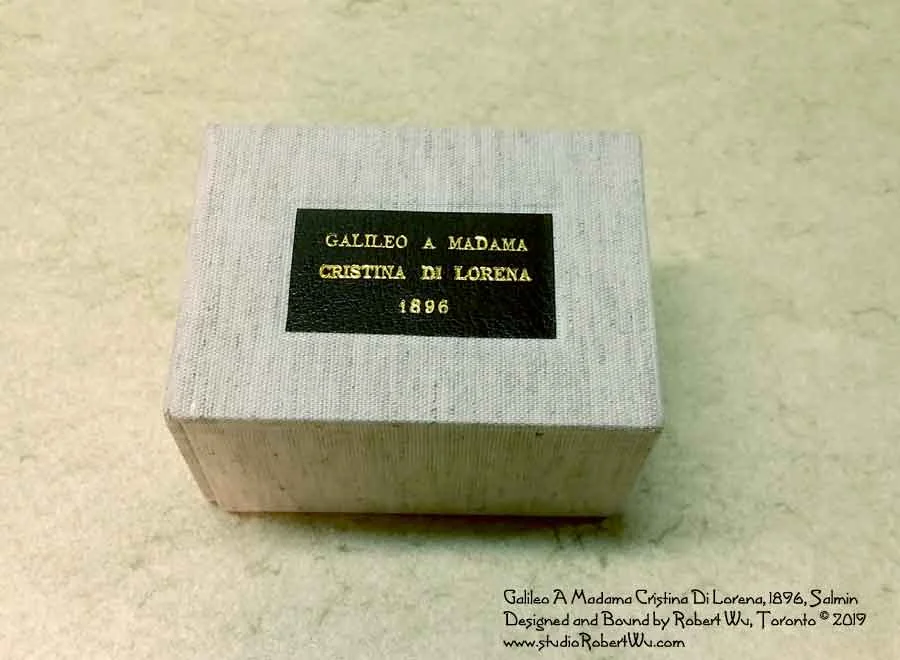 GALILEO A MADAMA
CRISTINA DI LORENA
1896
Galileo A Madama Cristina Di Lorena, 1896, Salmin
Designed and Bound by Robert Wu, Toronto © 2019
www.studioRobertWu.com